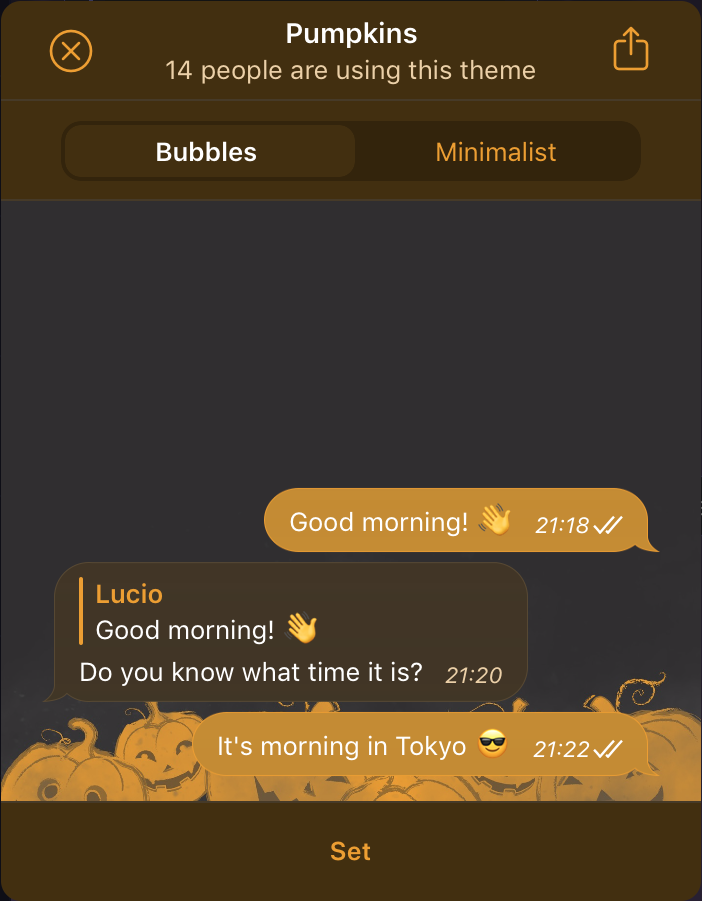 Pumpkins
14 people are using this theme
Bubbles
Minimalist
Good morning! 👋 21:18
Lucio
Good morning! 👋
Do you know what time it is? 21:20
It's morning in Tokyo 😎 21:22
Set